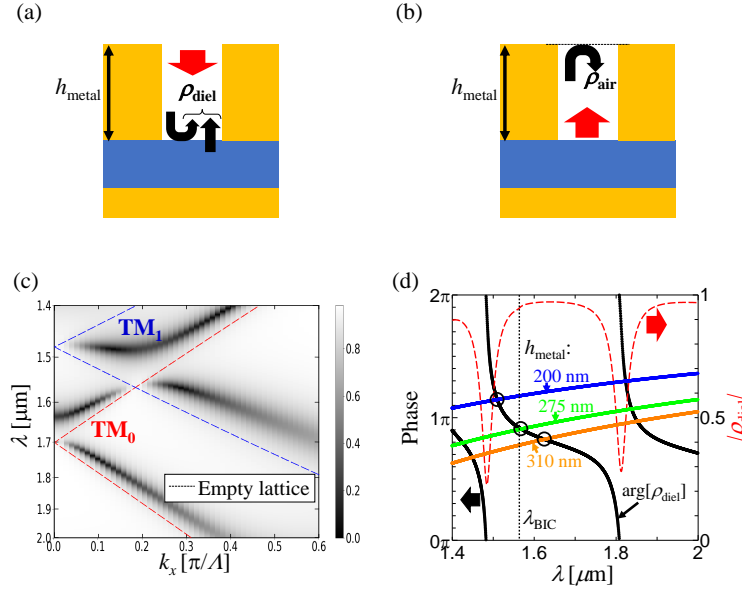 (a)
h_metal
ρ_diel
(b)
h_metal
ρ_air
(c)
1.4
1.5
1.6
1.7
1.8
1.9
2.0
λ [μm]
TM_1
TM_0
Empty lattice
0.0 0.1 0.2 0.3 0.4 0.5 0.6
k_x [π/Λ]
0.8
0.6
0.4
0.2
0.0
(d)
2π
1π
0π
Phase
h_metal:
200 nm
275 nm
310 nm
λ_BIC
arg[ρ_diel]
1.4 1.6 1.8 2
λ [μm]
1
0.5
0